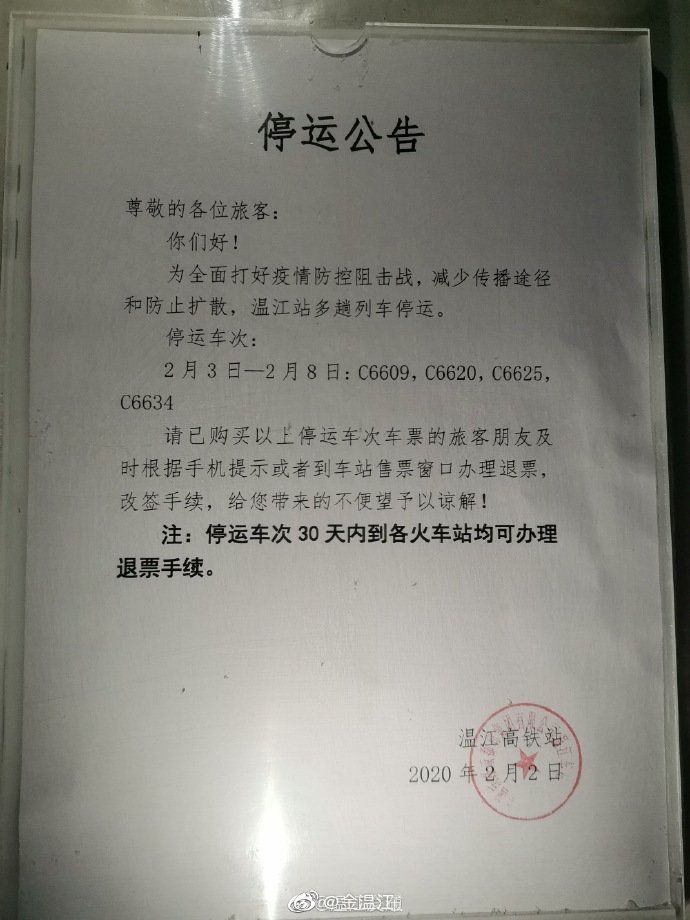 停运公告
尊敬的各位旅客：
你们好！
为全面打好疫情防控阻击战，减少传播途径
和防止扩散，温江站多趟列车停运。
停运车次：
2月3日—2月8日：C6609，C6620，C6625，
C6634
请已购买以上停运车次车票的旅客朋友及
时根据手机提示或者到车站售票窗口办理退票，
改签手续，给您带来的不便望予以谅解！
注：停运车次30天内到各火车站均可办理
退票手续。
温江高铁站
2020年2月2日
@金温江